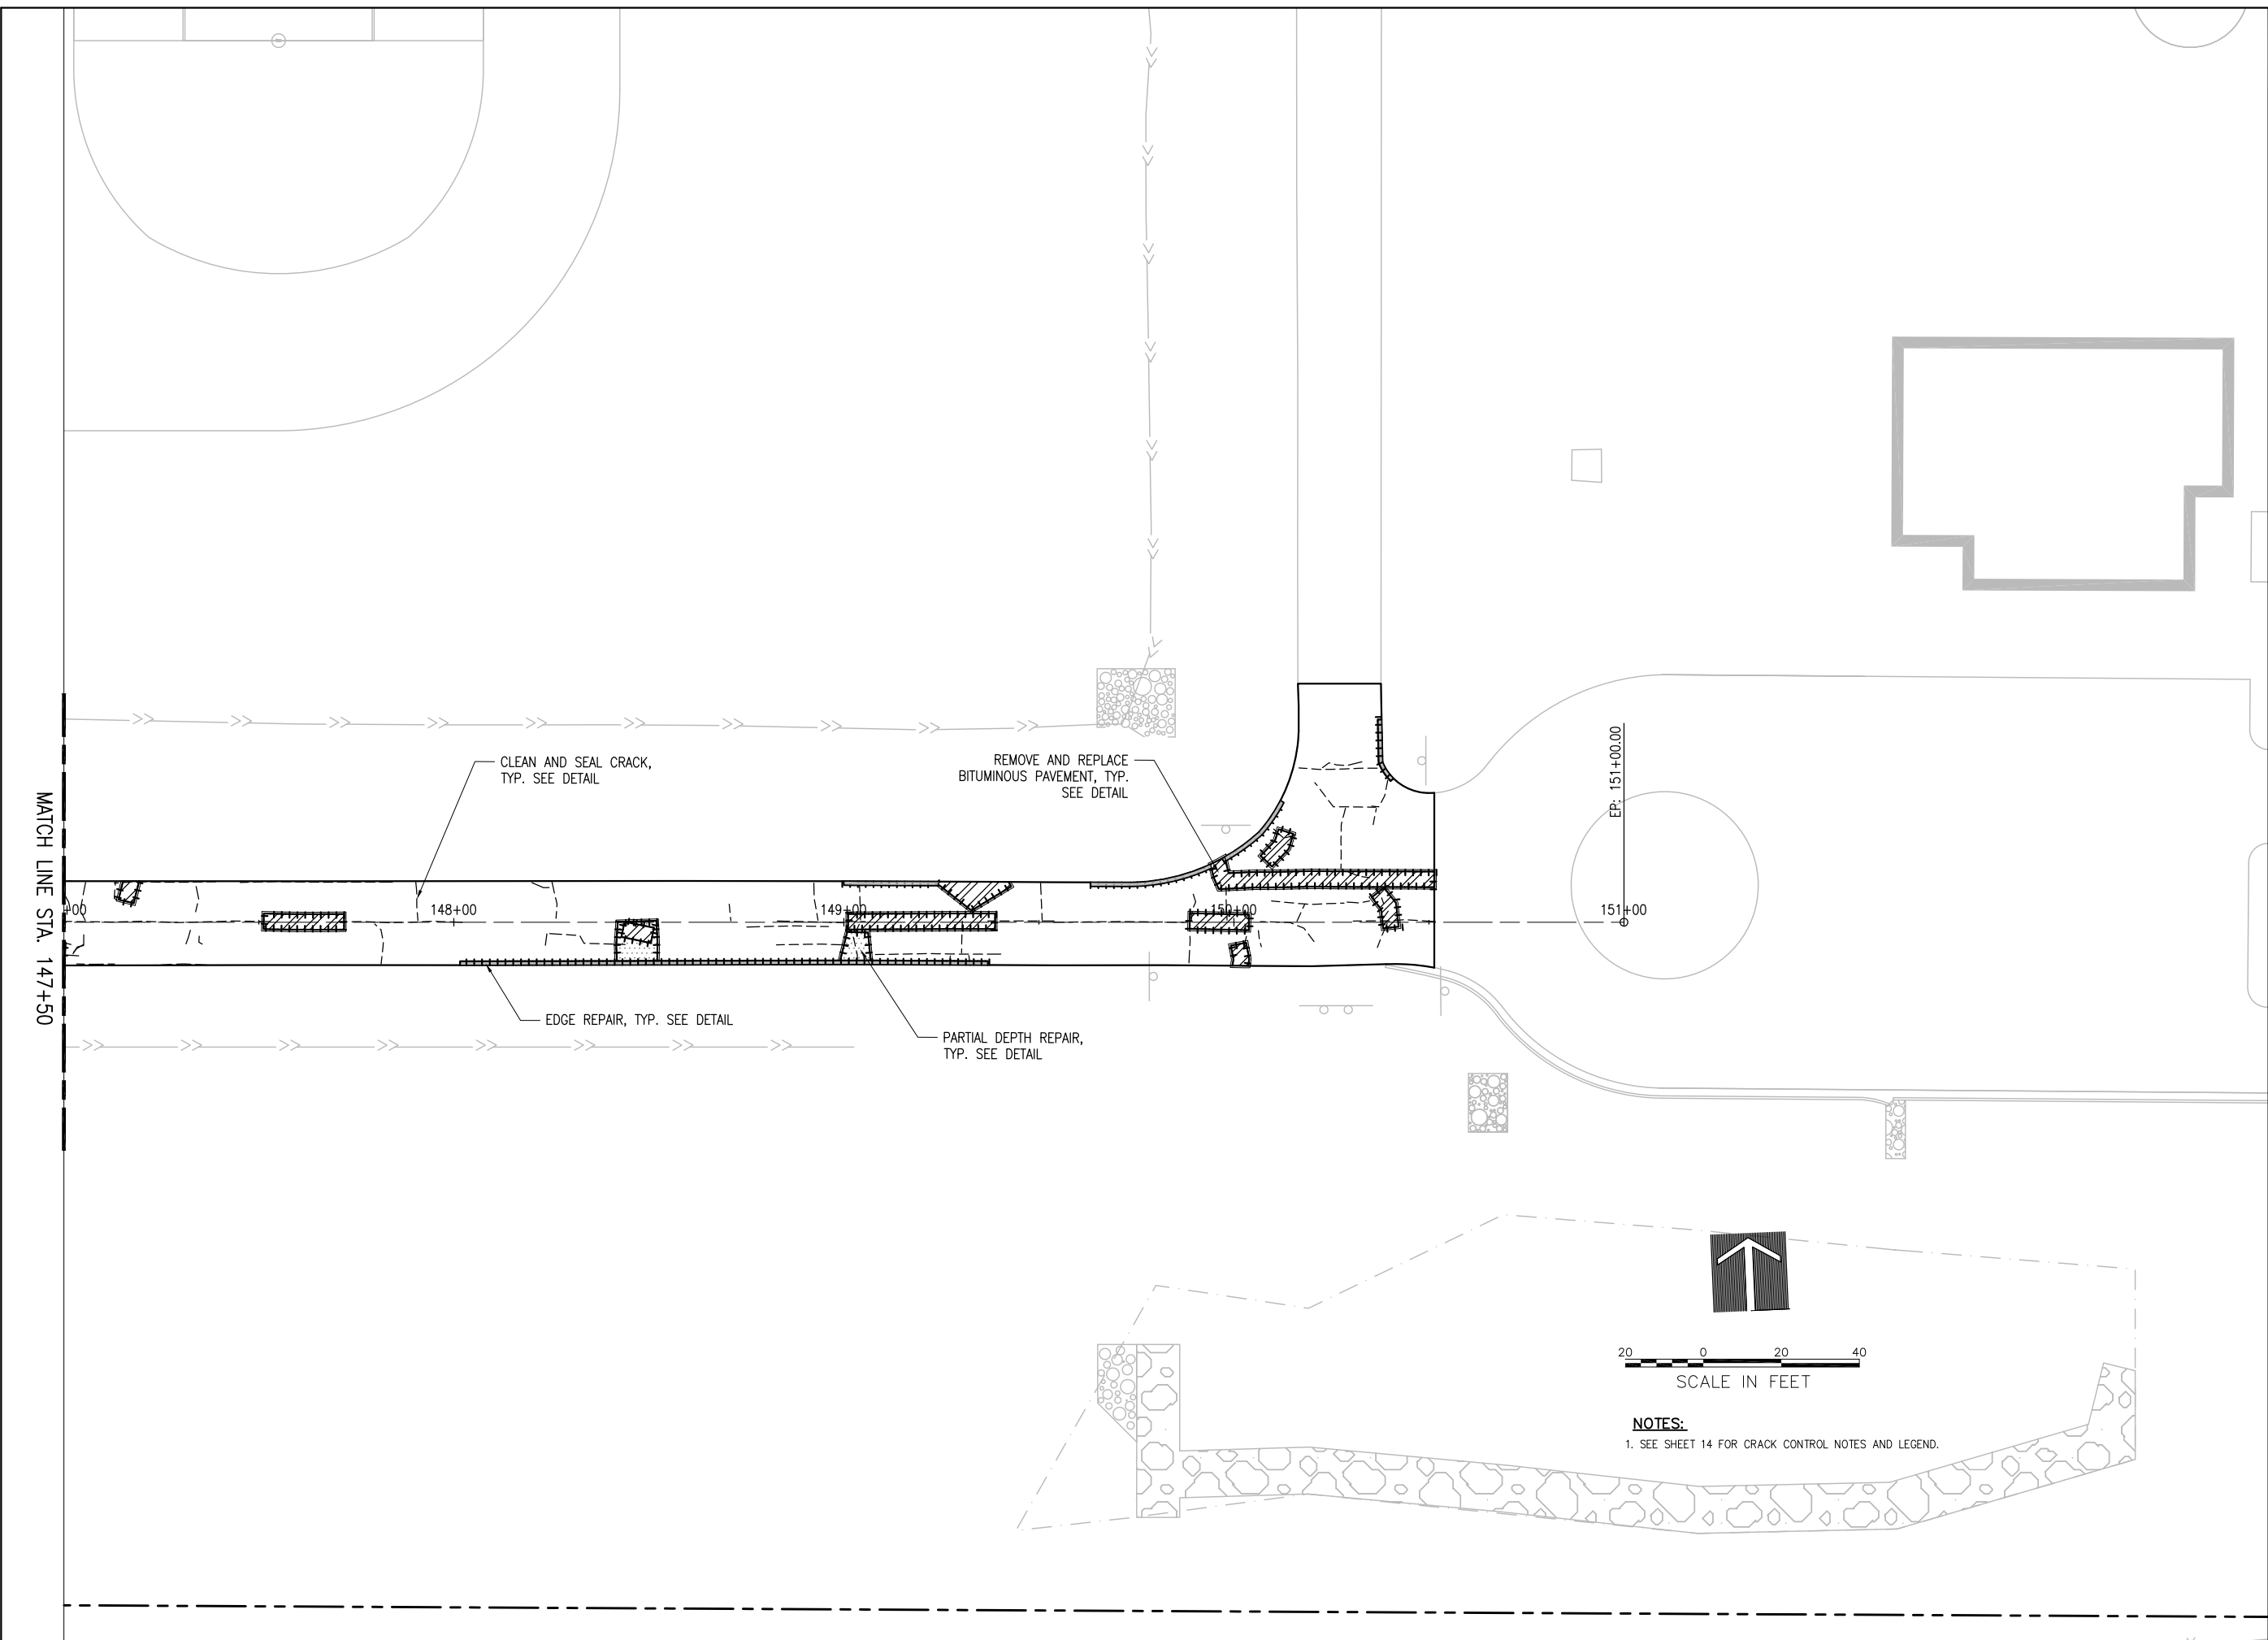 CLEAN AND SEAL CRACK,
TYP. SEE DETAIL
REMOVE AND REPLACE
BITUMINOUS PAVEMENT, TYP.
SEE DETAIL
EP: 151+00.00
MATCH LINE STA. 147+50
+00
148+00
149+00
150+00
151+00
EDGE REPAIR, TYP. SEE DETAIL
PARTIAL DEPTH REPAIR,
TYP. SEE DETAIL
20 0 20 40
SCALE IN FEET
NOTES:
1. SEE SHEET 14 FOR CRACK CONTROL NOTES AND LEGEND.